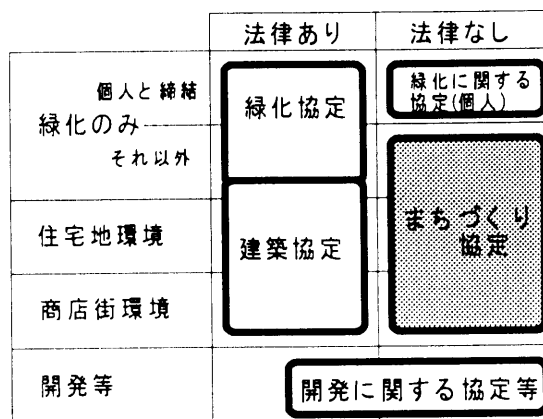 法律あり
法律なし
個人と締結
緑化のみ
それ以外
緑化協定
緑化に関する
協定(個人)
住宅地環境
建築協定
まちづくり
協定
商店街環境
開発等
開発に関する協定等